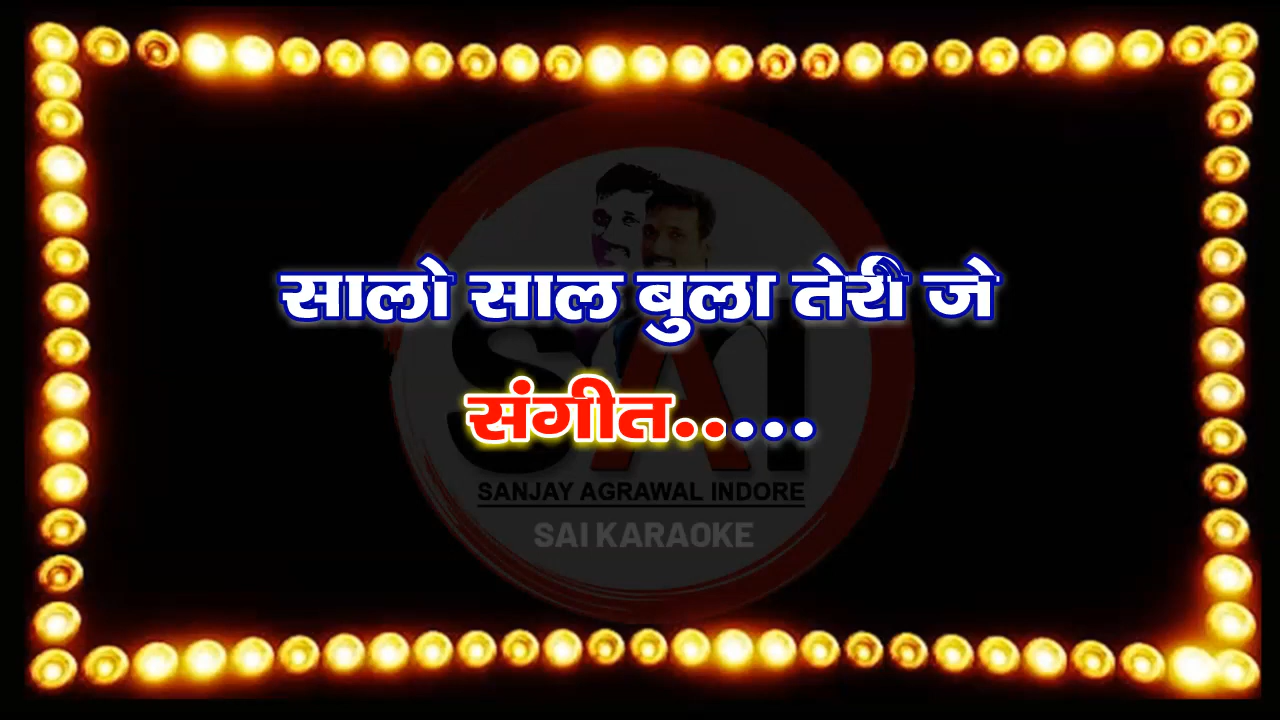 सालो साल बुला तेरी जे
संगीत.....
SAI
SANJAY AGRAWAL INDORE
SAI KARAOKE